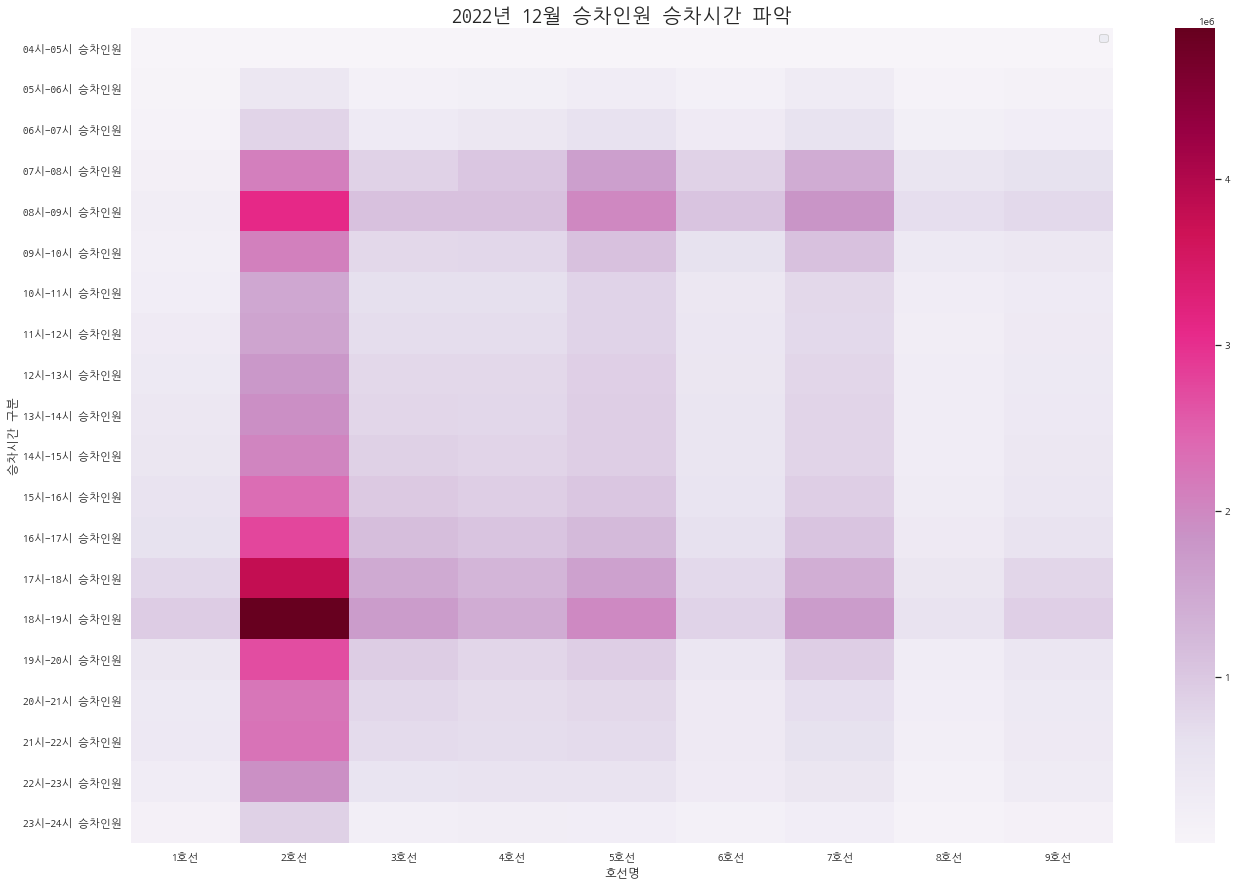 2022년 12월 승차인원 승차시간 파악
1e6
04시-05시 승차인원
05시-06시 승차인원
06시-07시 승차인원
07시-08시 승차인원
08시-09시 승차인원
09시-10시 승차인원
10시-11시 승차인원
11시-12시 승차인원
12시-13시 승차인원
13시-14시 승차인원
14시-15시 승차인원
15시-16시 승차인원
16시-17시 승차인원
17시-18시 승차인원
18시-19시 승차인원
19시-20시 승차인원
20시-21시 승차인원
21시-22시 승차인원
22시-23시 승차인원
23시-24시 승차인원
승차시간 구분
1호선 2호선 3호선 4호선 5호선 6호선 7호선 8호선 9호선
호선명
4
3
2
1